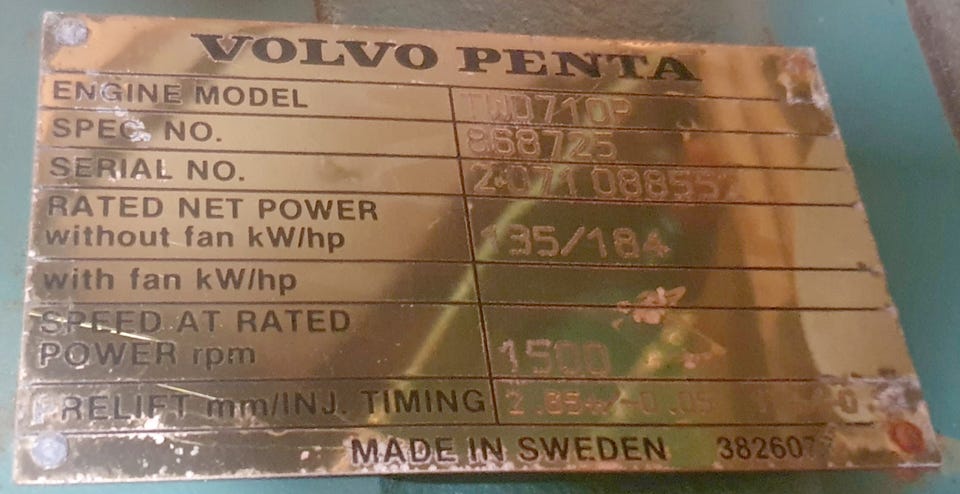 VOLVO PENTA
ENGINE MODEL TWD710P
SPEC. NO. 868725
SERIAL NO. 2071088552
RATED NET POWER
without fan kW/hp 135/184
with fan kW/hp
SPEED AT RATED
POWER rpm 1500
PRELIFT mm/INJ. TIMING
MADE IN SWEDEN